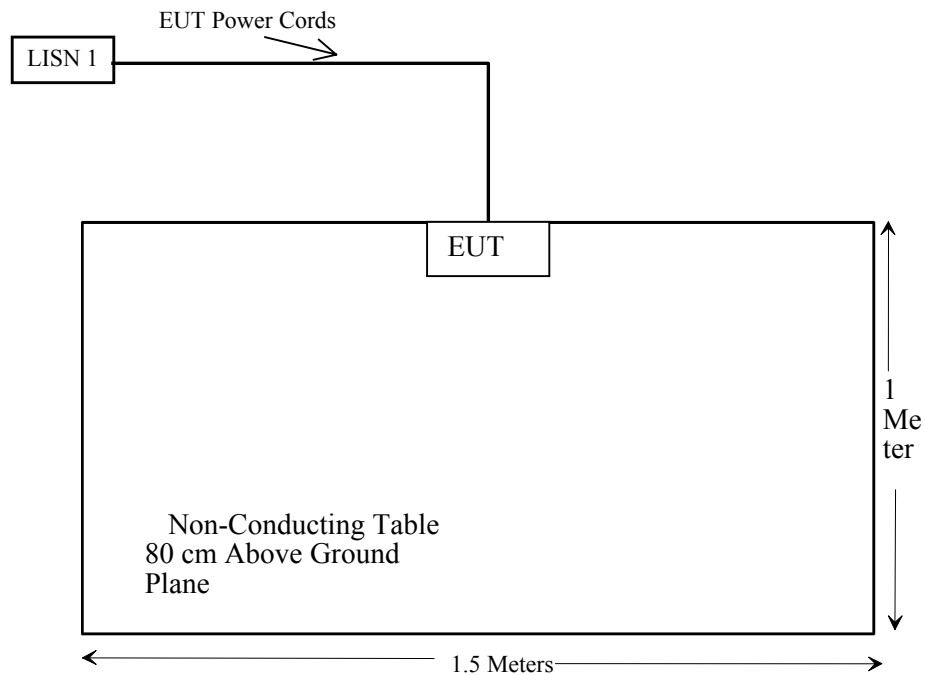 EUT Power Cords
LISN 1
EUT
1
Me
ter
Non-Conducting Table
80 cm Above Ground
Plane
1.5 Meters